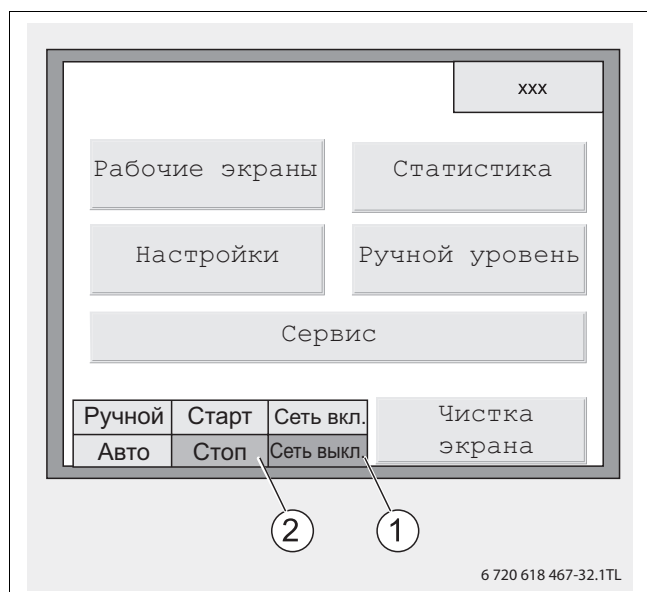 xxx
Рабочие экраны
Статистика
Настройки
Ручной уровень
Сервис
Ручной Старт Сеть вкл.
Авто Стоп Сеть выкл.
Чистка
экрана
2
1
6 720 618 467-32.1TL